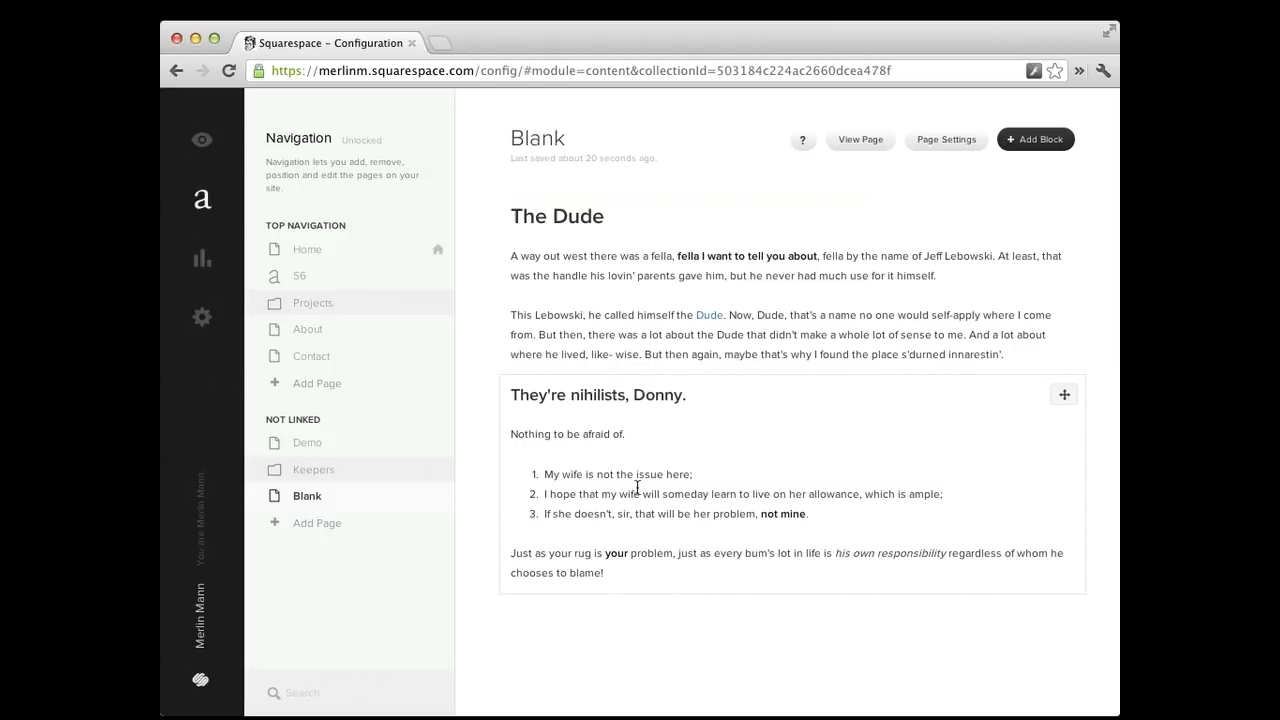 Squarespace - Configuration
https://merlinm.squarespace.com/config/#module=content&collectionId=503184c224ac2660dcea478f
a
You are Merlin Mann.
Merlin Mann
Navigation Unlocked
Navigation lets you add, remove,
position and edit the pages on your
site.
TOP NAVIGATION
Home
S6
Projects
About
Contact
+ Add Page
NOT LINKED
Demo
Keepers
Blank
+ Add Page
Search
Blank
Last saved about 20 seconds ago.
? View Page Page Settings + Add Block
The Dude
A way out west there was a fella, fella I want to tell you about, fella by the name of Jeff Lebowski. At least, that
was the handle his lovin' parents gave him, but he never had much use for it himself.
This Lebowski, he called himself the Dude. Now, Dude, that's a name no one would self-apply where I come
from. But then, there was a lot about the Dude that didn't make a whole lot of sense to me. And a lot about
where he lived, like- wise. But then again, maybe that's why I found the place s'durned innarestin'.
They're nihilists, Donny.
Nothing to be afraid of.
1. My wife is not the issue here;
2. I hope that my wife will someday learn to live on her allowance, which is ample;
3. If she doesn't, sir, that will be her problem, not mine.
Just as your rug is your problem, just as every bum's lot in life is his own responsibility regardless of whom he
chooses to blame!